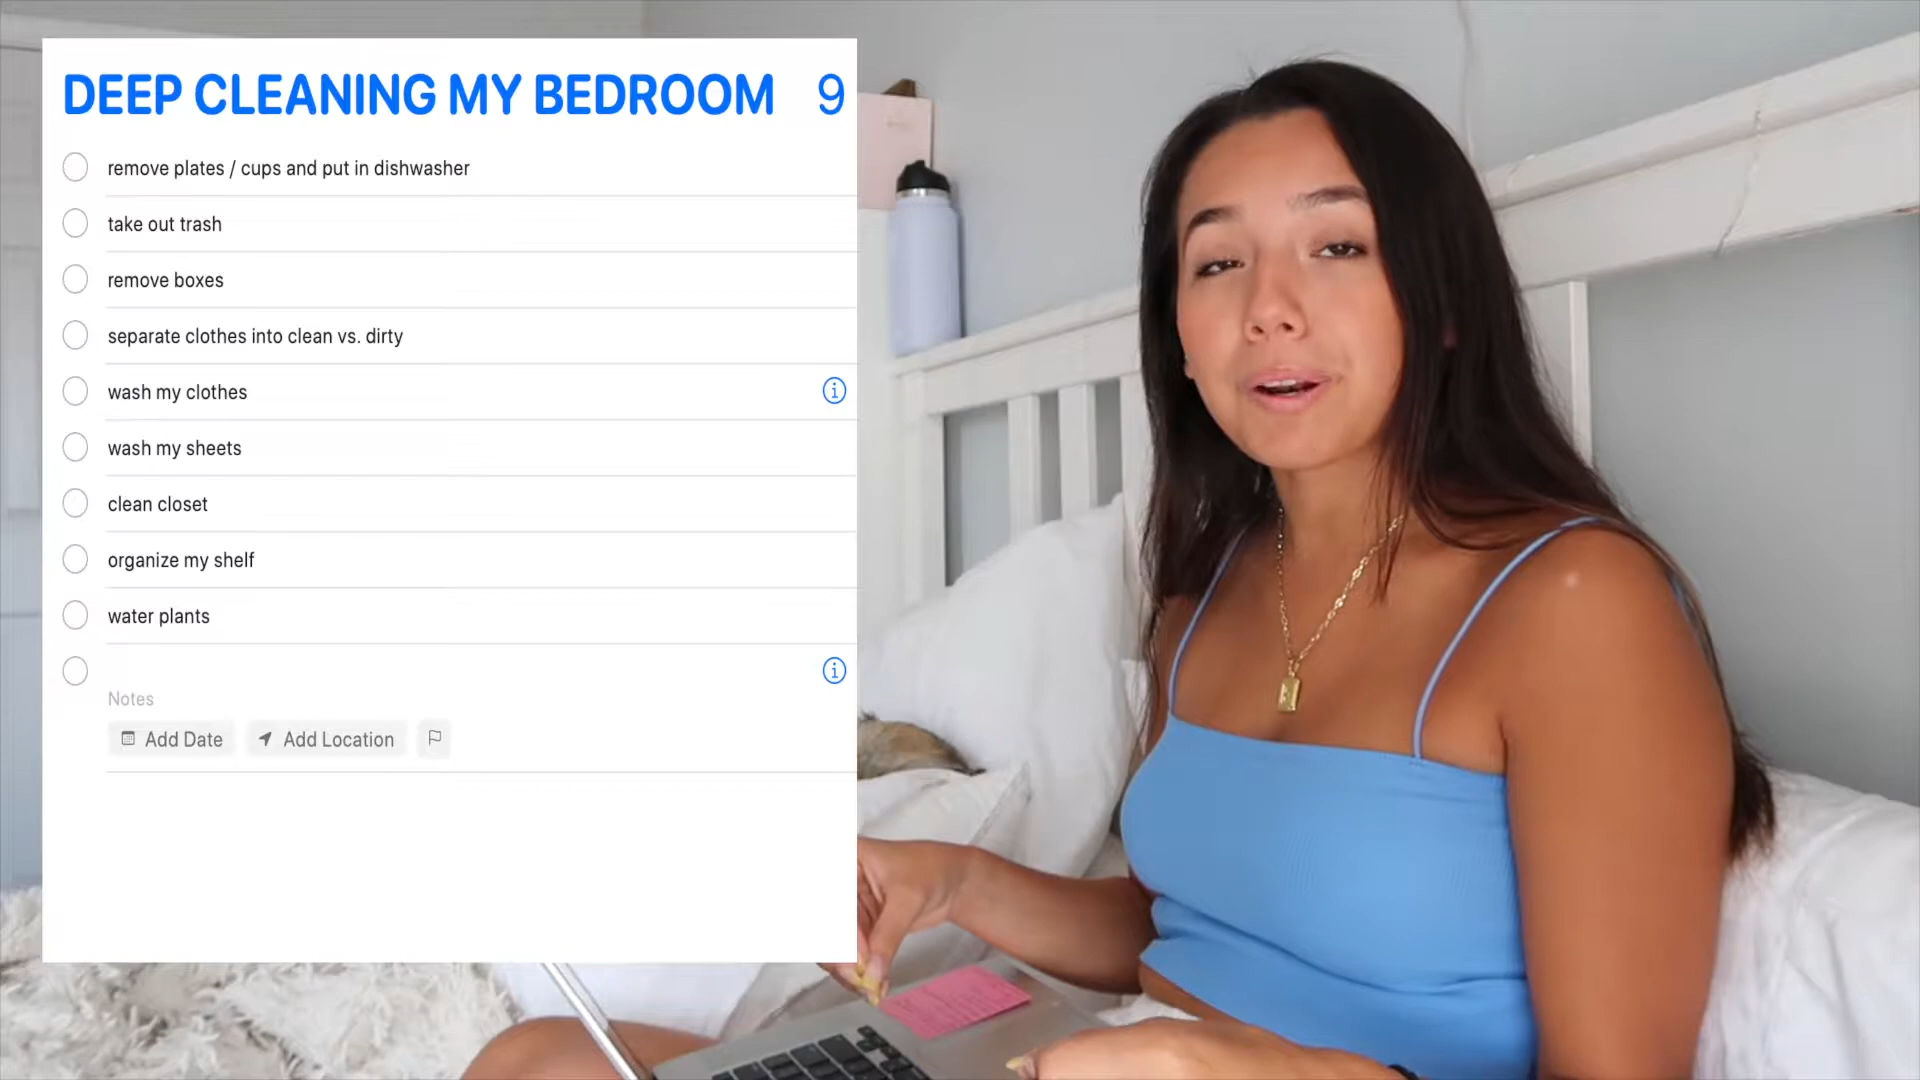 DEEP CLEANING MY BEDROOM 9
remove plates / cups and put in dishwasher
take out trash
remove boxes
separate clothes into clean vs. dirty
wash my clothes
wash my sheets
clean closet
organize my shelf
water plants
Notes
Add Date Add Location